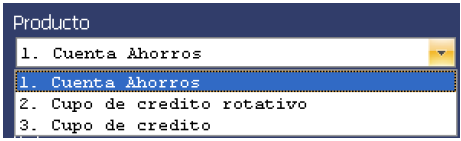 Producto
1. Cuenta Ahorros
1. Cuenta Ahorros
2. Cupo de credito rotativo
3. Cupo de credito